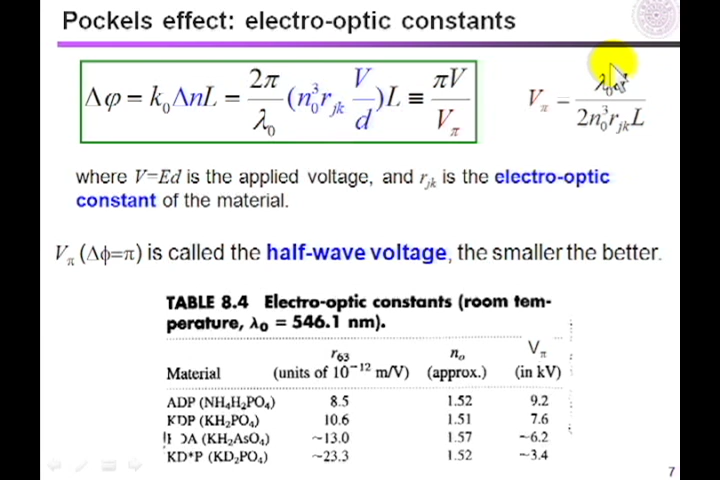 Pockels effect: electro-optic constants
Δφ = k₀ΔnL = 2π/λ₀ (n₀³r_jk V/d)L ≡ πV/V_π
V_π = λ₀ / 2n₀³r_jkL
where V=Ed is the applied voltage, and r_jk is the electro-optic
constant of the material.
V_π (Δϕ=π) is called the half-wave voltage, the smaller the better.
TABLE 8.4 Electro-optic constants (room tem-
perature, λ₀ = 546.1 nm).
r₆₃ n₀ V_π
Material (units of 10⁻¹² m/V) (approx.) (in kV)
ADP (NH₄H₂PO₄) 8.5 1.52 9.2
KDP (KH₂PO₄) 10.6 1.51 7.6
(KH₂AsO₄) ~13.0 1.57 ~6.2
KD*P (KD₂PO₄) ~23.3 1.52 ~3.4
7